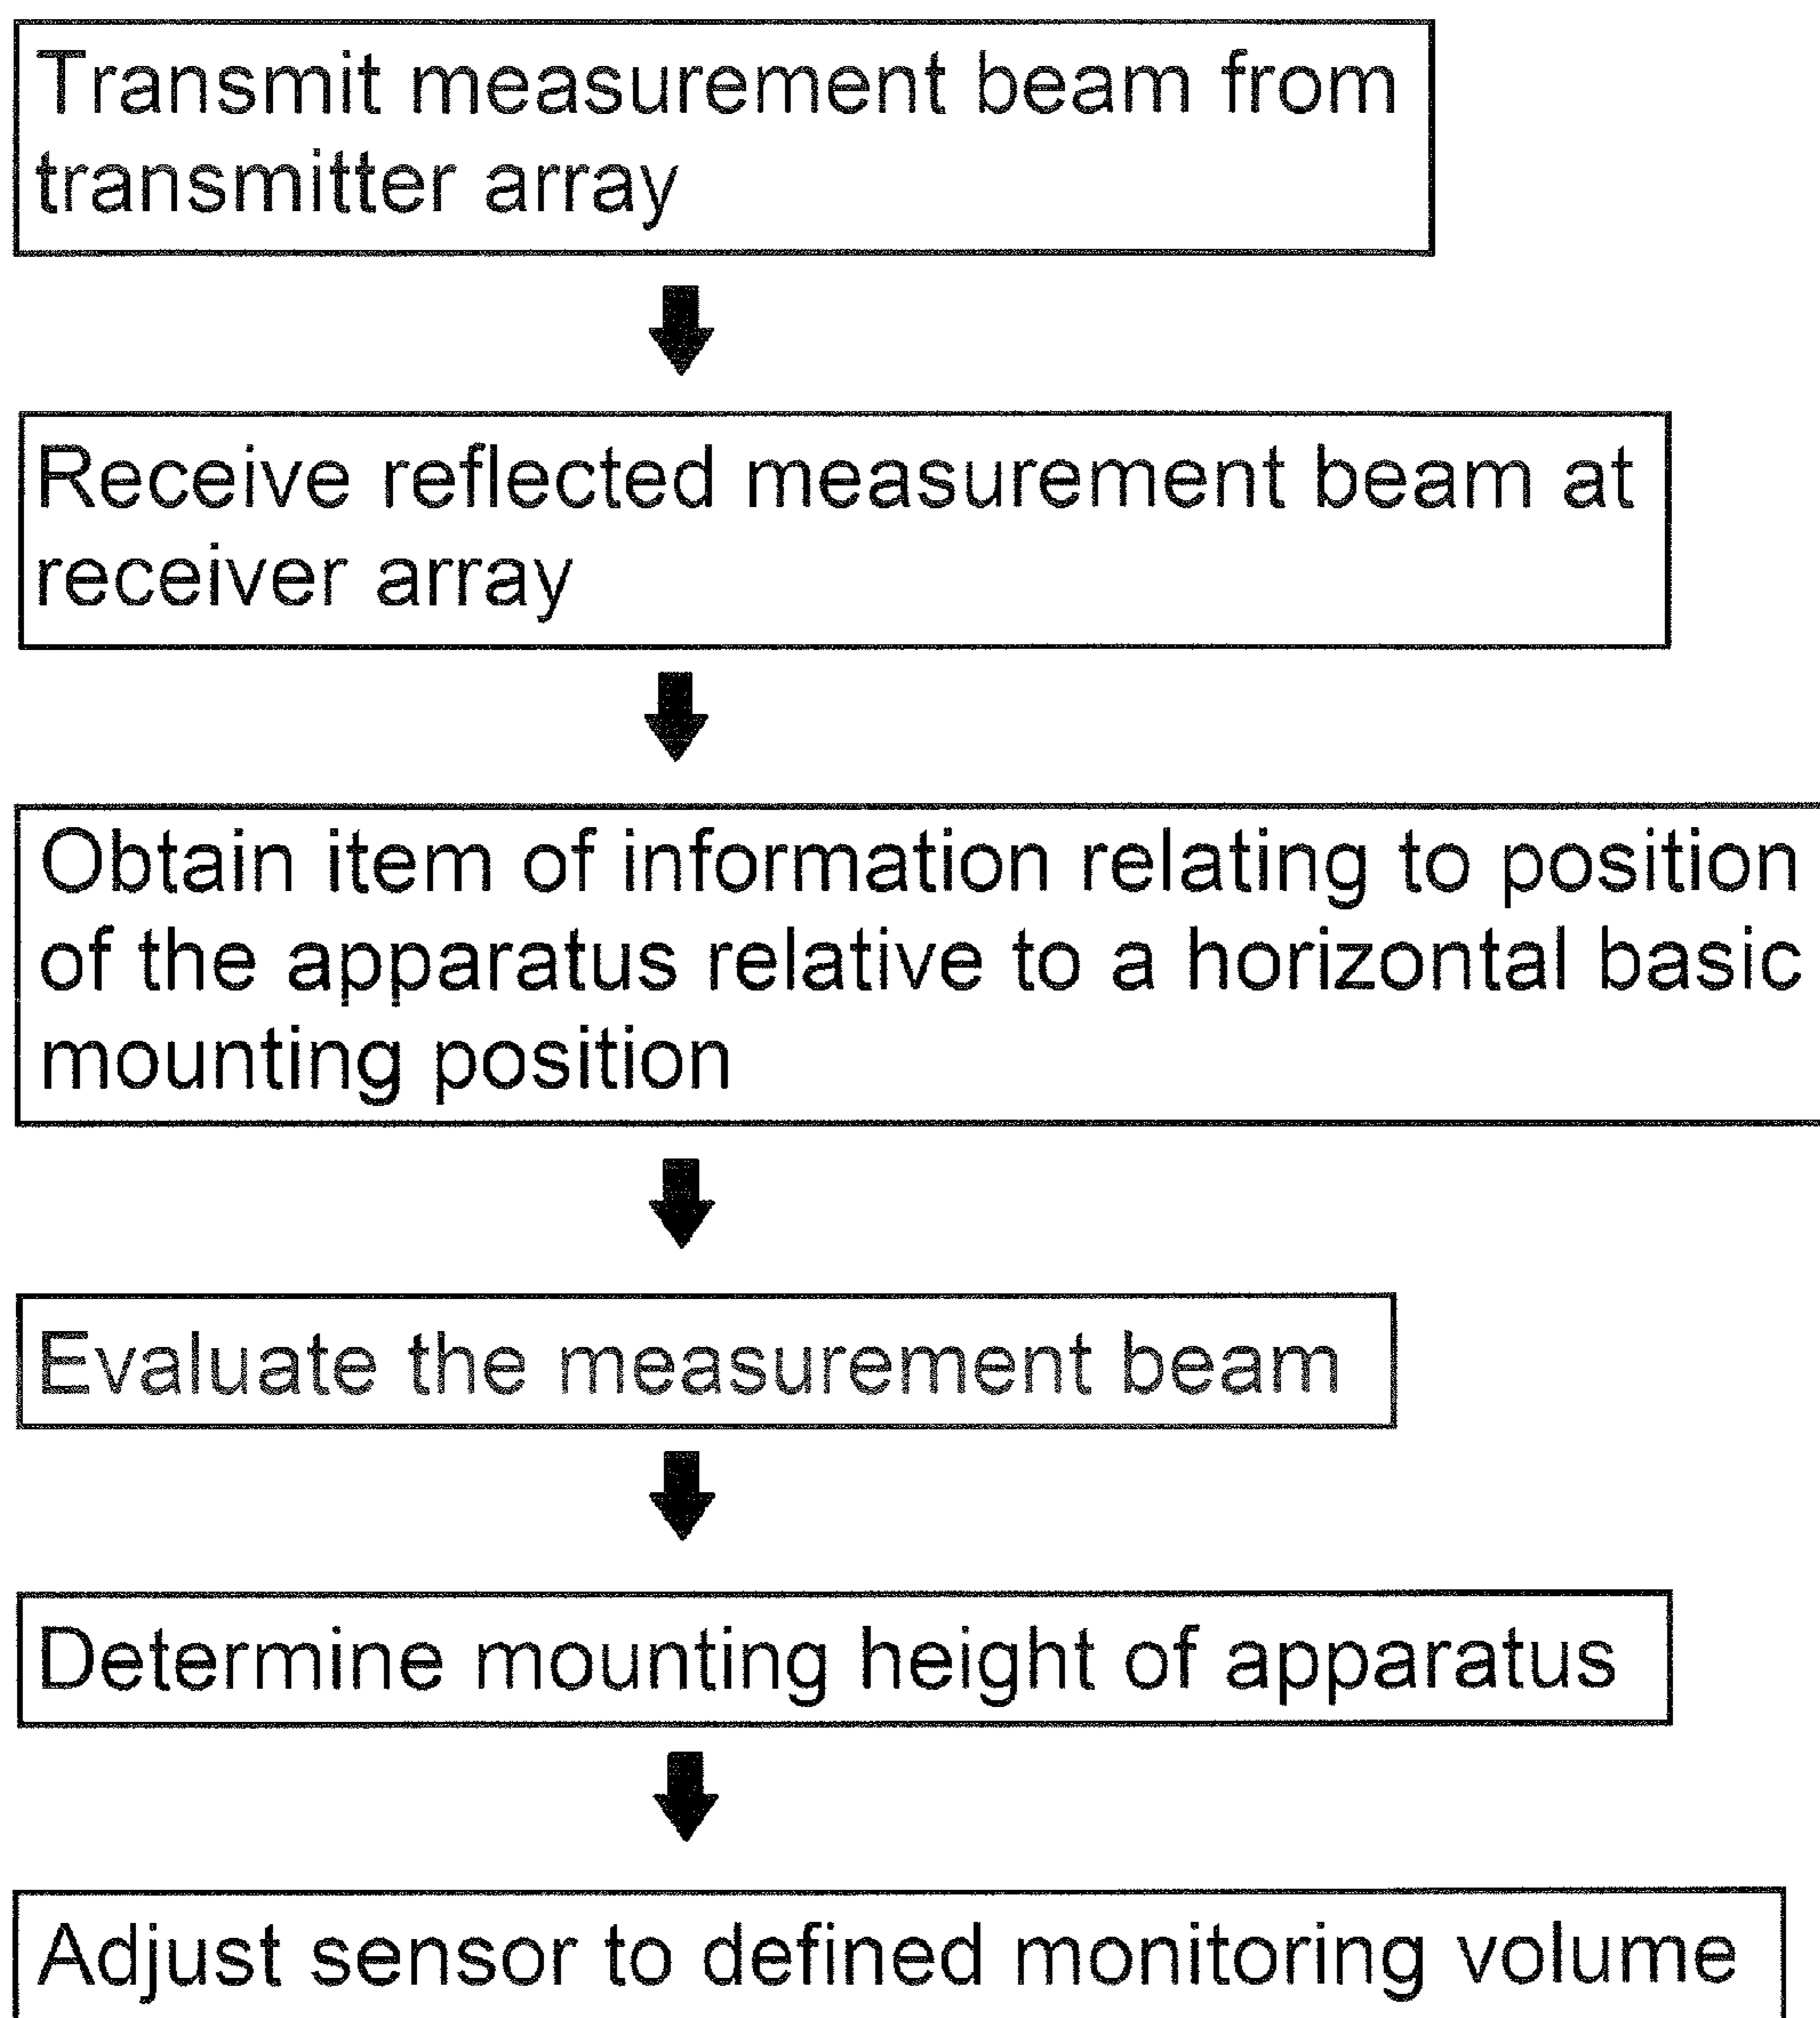 Transmit measurement beam from
transmitter array
Receive reflected measurement beam at
receiver array
Obtain item of information relating to position
of the apparatus relative to a horizontal basic
mounting position
Evaluate the measurement beam
Determine mounting height of apparatus
Adjust sensor to defined monitoring volume